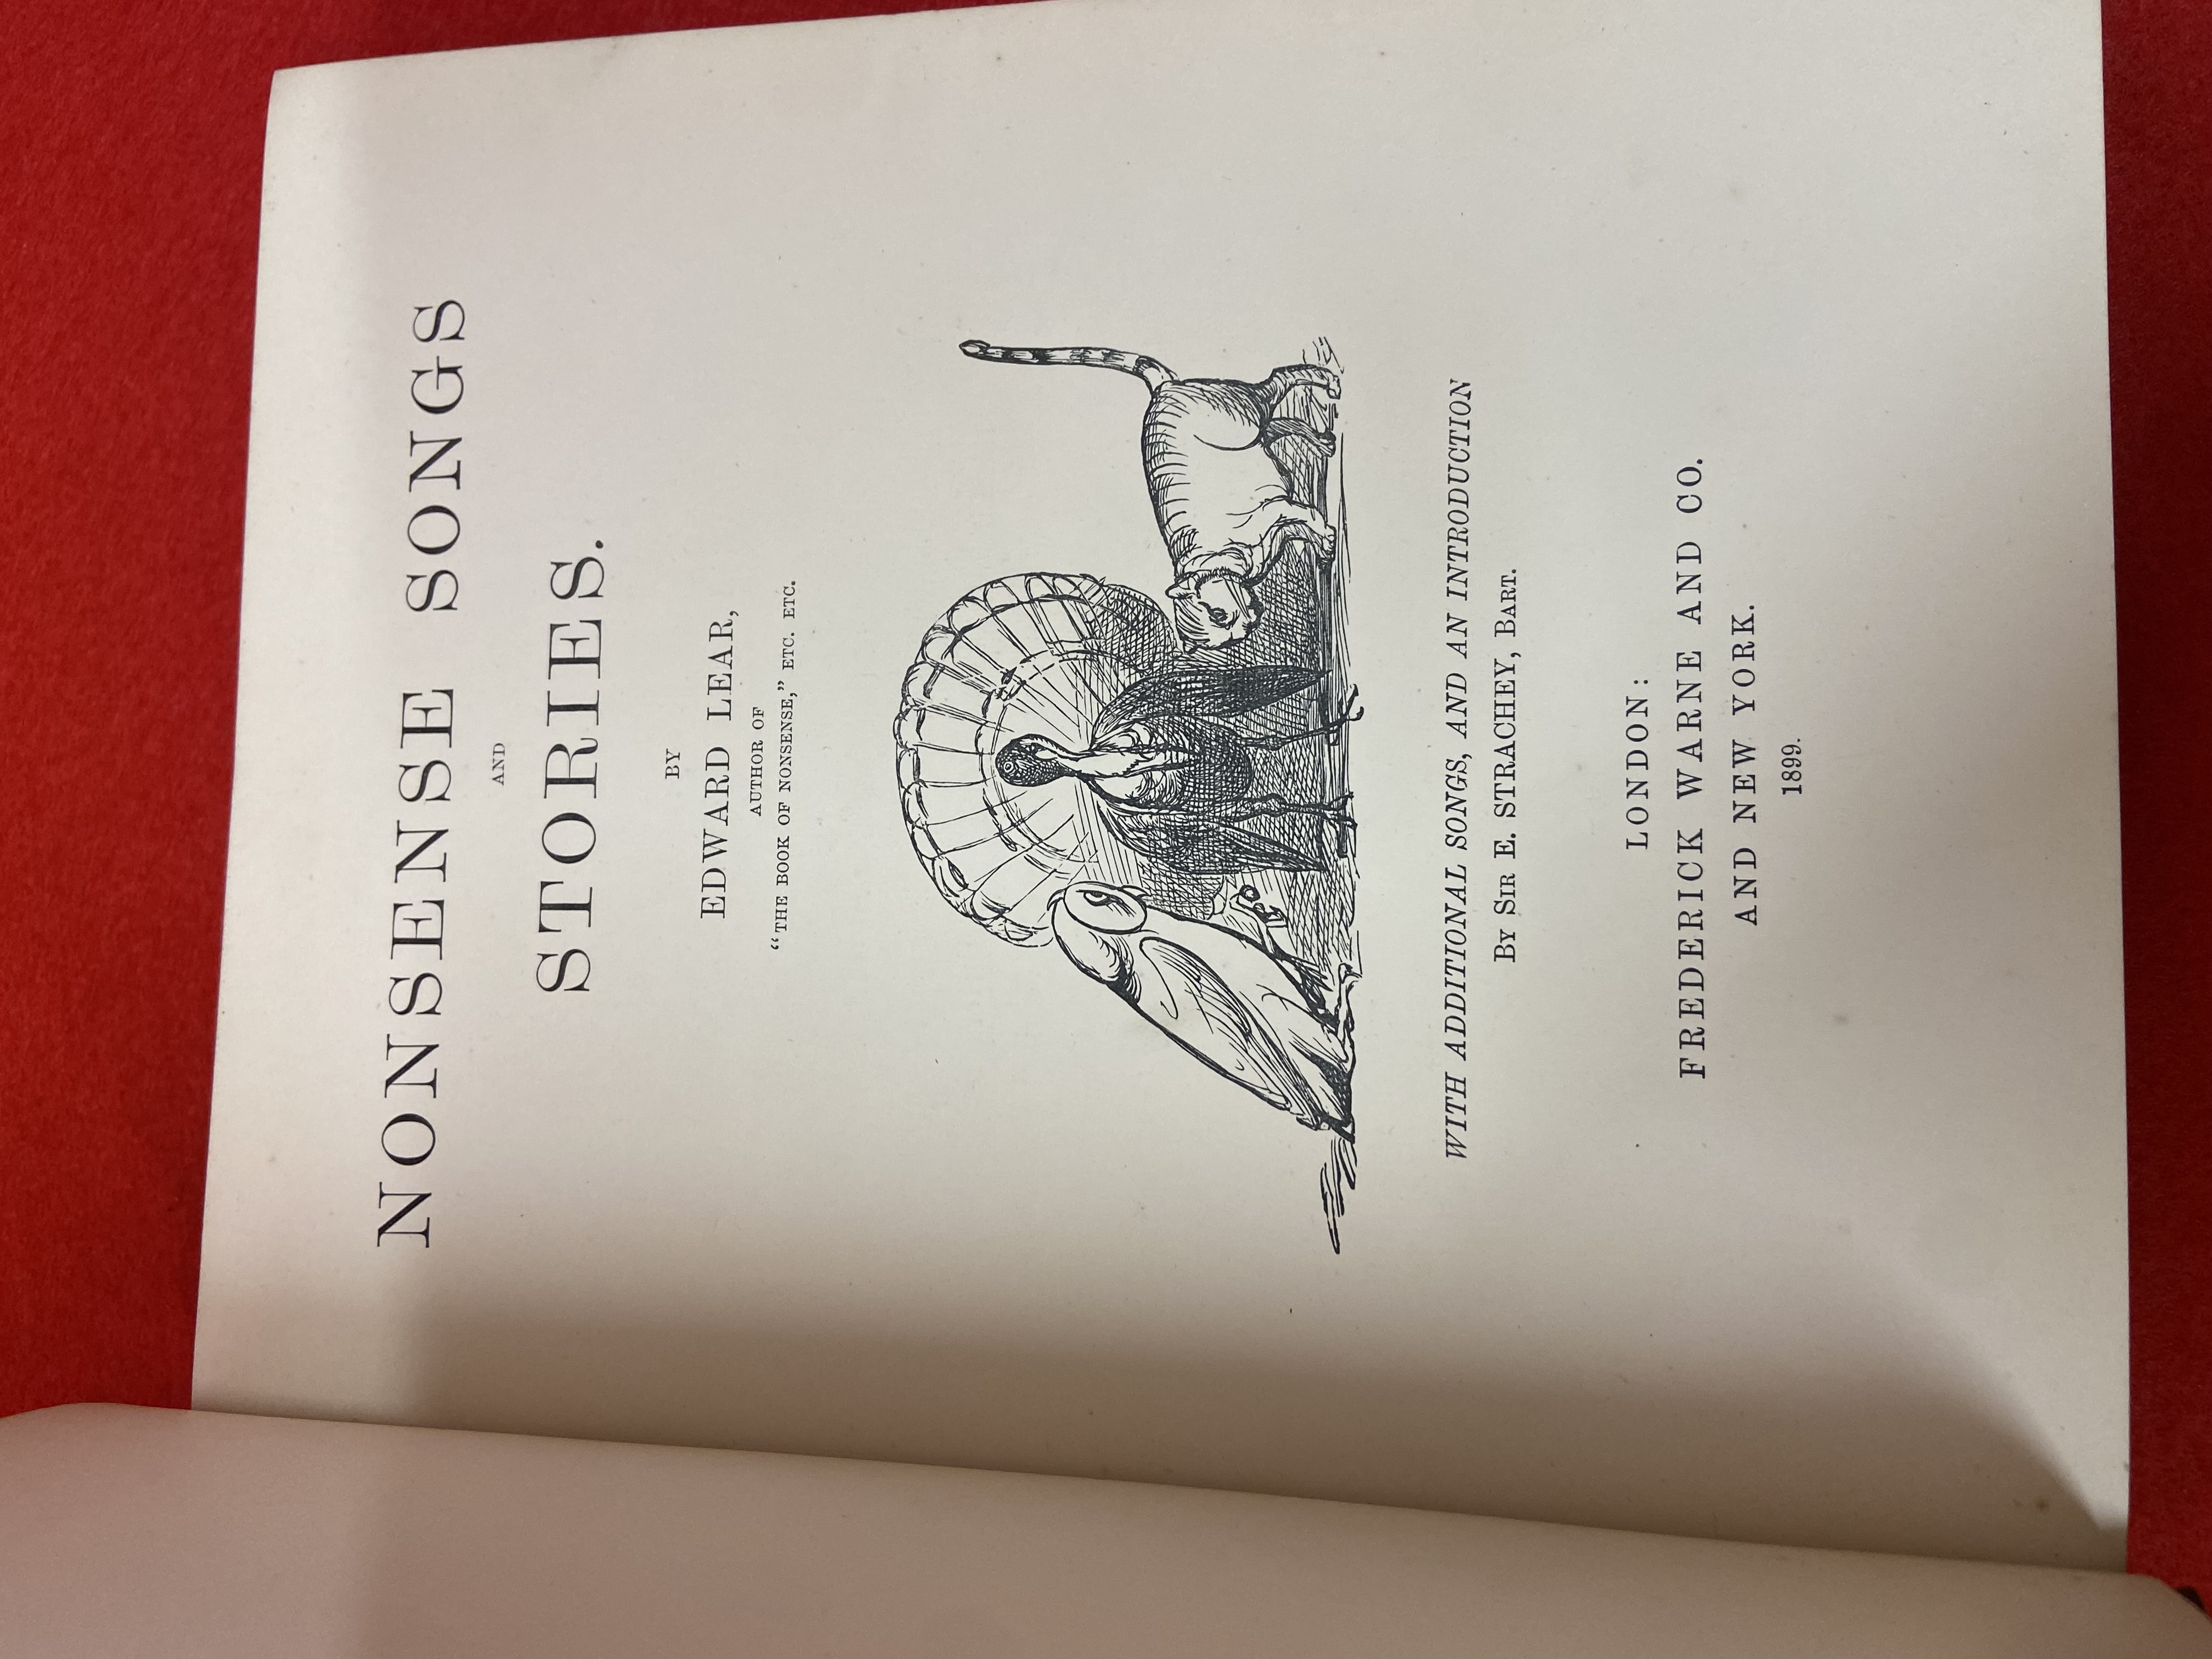 NONSENSE SONGS
AND
STORIES.
BY
EDWARD LEAR,
AUTHOR OF
“THE BOOK OF NONSENSE,” ETC. ETC.
WITH ADDITIONAL SONGS, AND AN INTRODUCTION
BY SIR E. STRACHEY, BART.
LONDON:
FREDERICK WARNE AND CO.
AND NEW YORK.
1899.